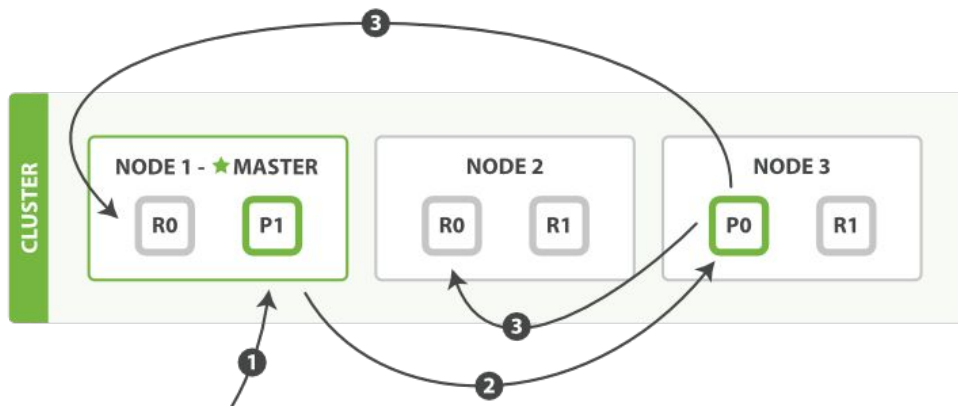 3
CLUSTER
NODE 1 - ★ MASTER
R0
P1
NODE 2
R0
R1
NODE 3
P0
R1
3
1
2